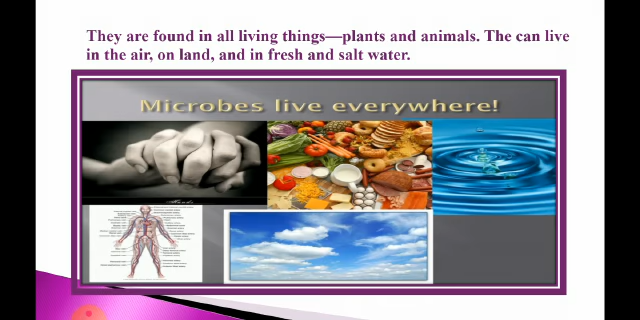 They are found in all living things—plants and animals. The can live
in the air, on land, and in fresh and salt water.
Microbes live everywhere!
Hands